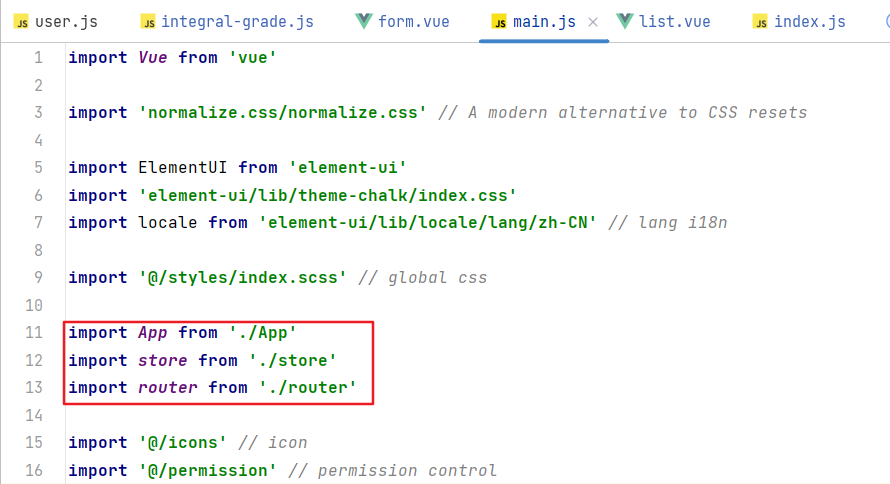 user.js integral-grade.js form.vue main.js list.vue index.js
1 import Vue from 'vue'
2
3 import 'normalize.css/normalize.css' // A modern alternative to CSS resets
4
5 import ElementUI from 'element-ui'
6 import 'element-ui/lib/theme-chalk/index.css'
7 import locale from 'element-ui/lib/locale/lang/zh-CN' // lang i18n
8
9 import '@/styles/index.scss' // global css
10
11 import App from './App'
12 import store from './store'
13 import router from './router'
14
15 import '@/icons' // icon
16 import '@/permission' // permission control